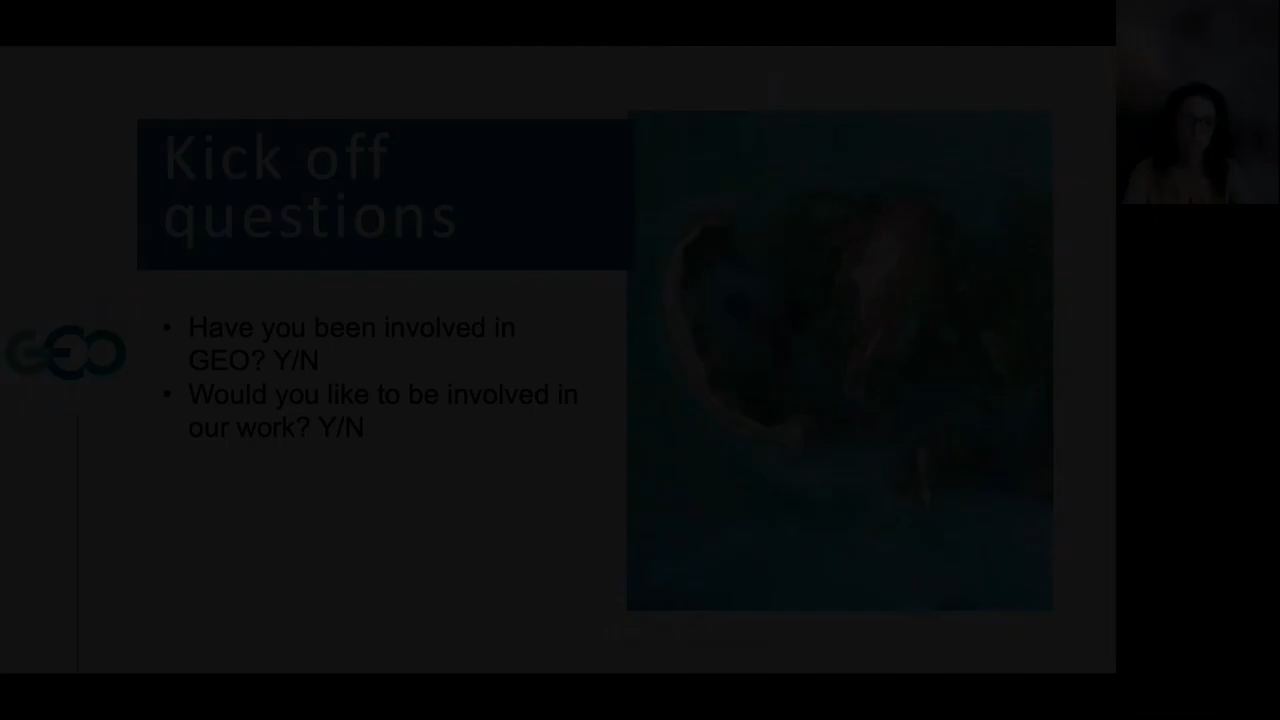 Kick off
questions
GEO
• Have you been involved in
GEO? Y/N
• Would you like to be involved in
our work? Y/N